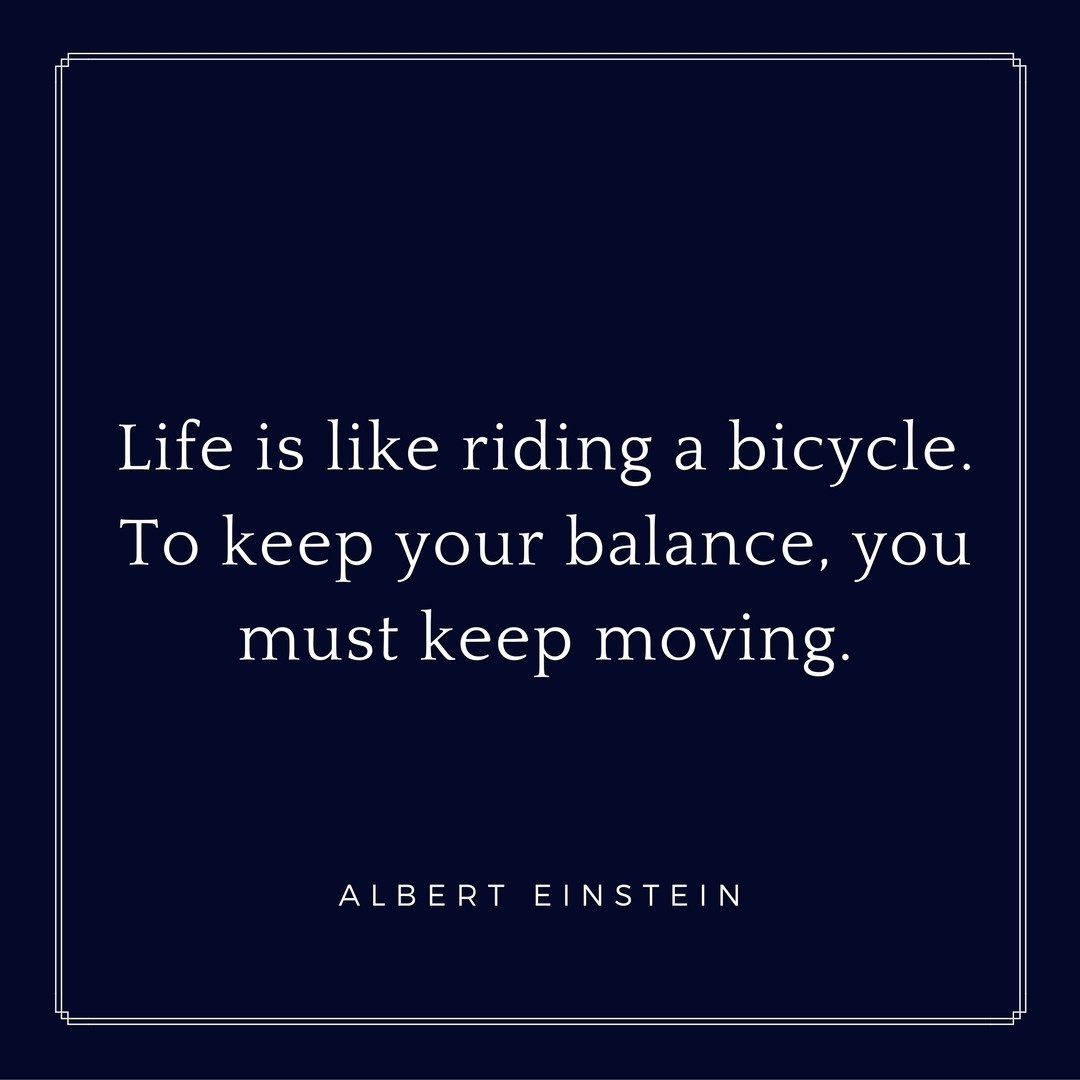 Life is like riding a bicycle.
To keep your balance, you
must keep moving.
ALBERT EINSTEIN